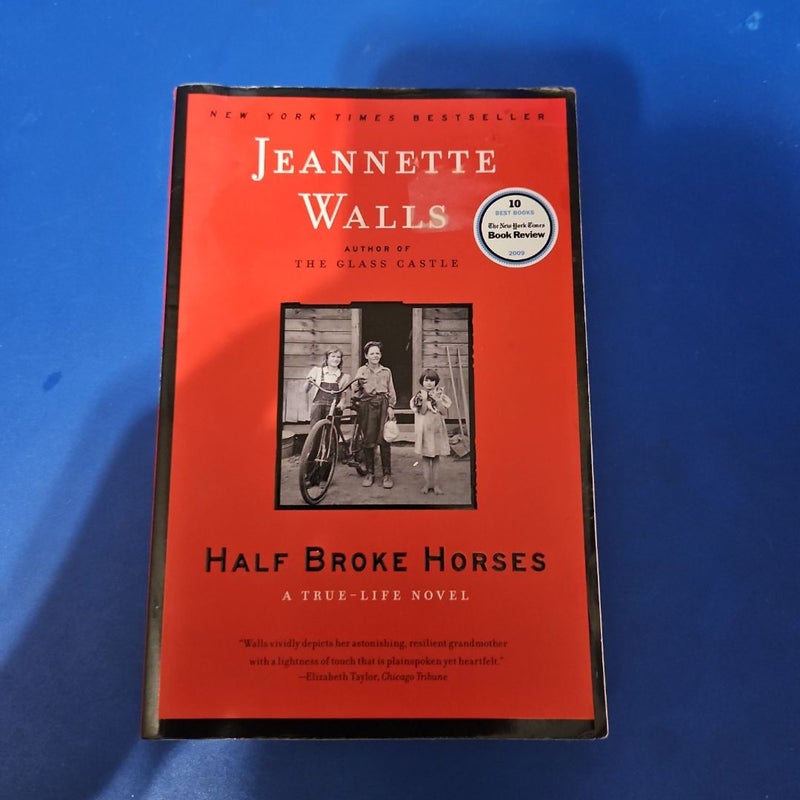 NEW YORK TIMES BESTSELLER
JEANNETTE
WALLS
AUTHOR OF
THE GLASS CASTLE
10
BEST BOOKS
The New York Times
Book Review
2009
HALF BROKE HORSES
A TRUE-LIFE NOVEL
"Walls vividly depicts her astonishing, resilient grandmother
with a lightness of touch that is plainspoken yet heartfelt."
—Elizabeth Taylor, Chicago Tribune